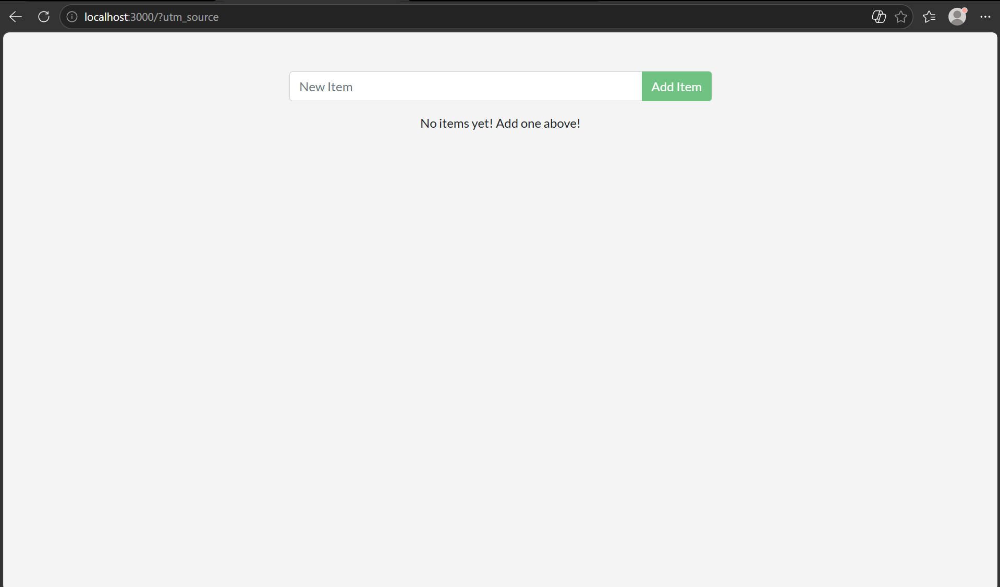 localhost:3000/?utm_source
New Item
Add Item
No items yet! Add one above!